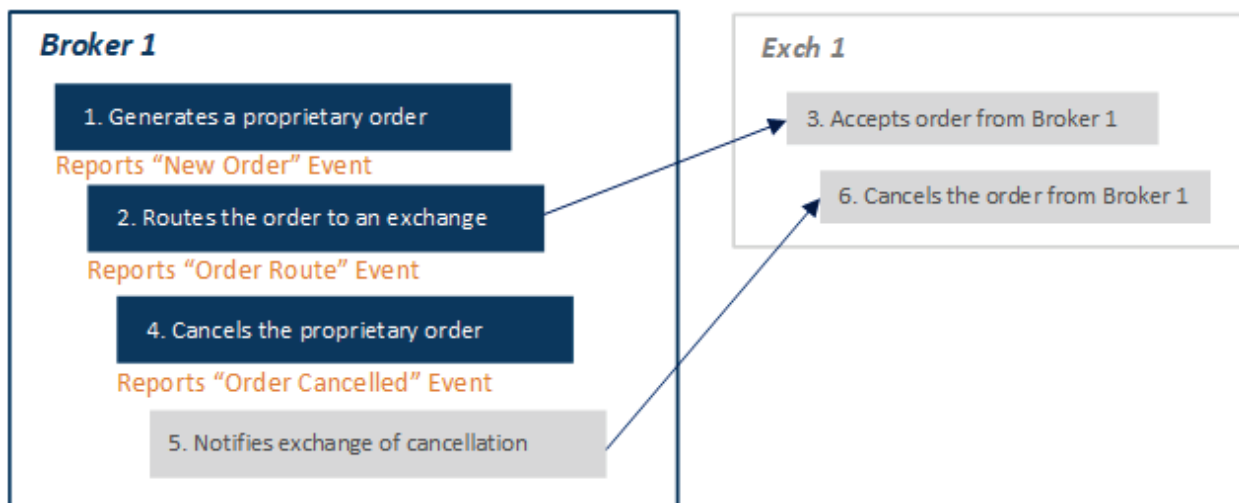 Broker 1
1. Generates a proprietary order
Reports “New Order” Event
2. Routes the order to an exchange
Reports “Order Route” Event
4. Cancels the proprietary order
Reports “Order Cancelled” Event
5. Notifies exchange of cancellation
Exch 1
3. Accepts order from Broker 1
6. Cancels the order from Broker 1